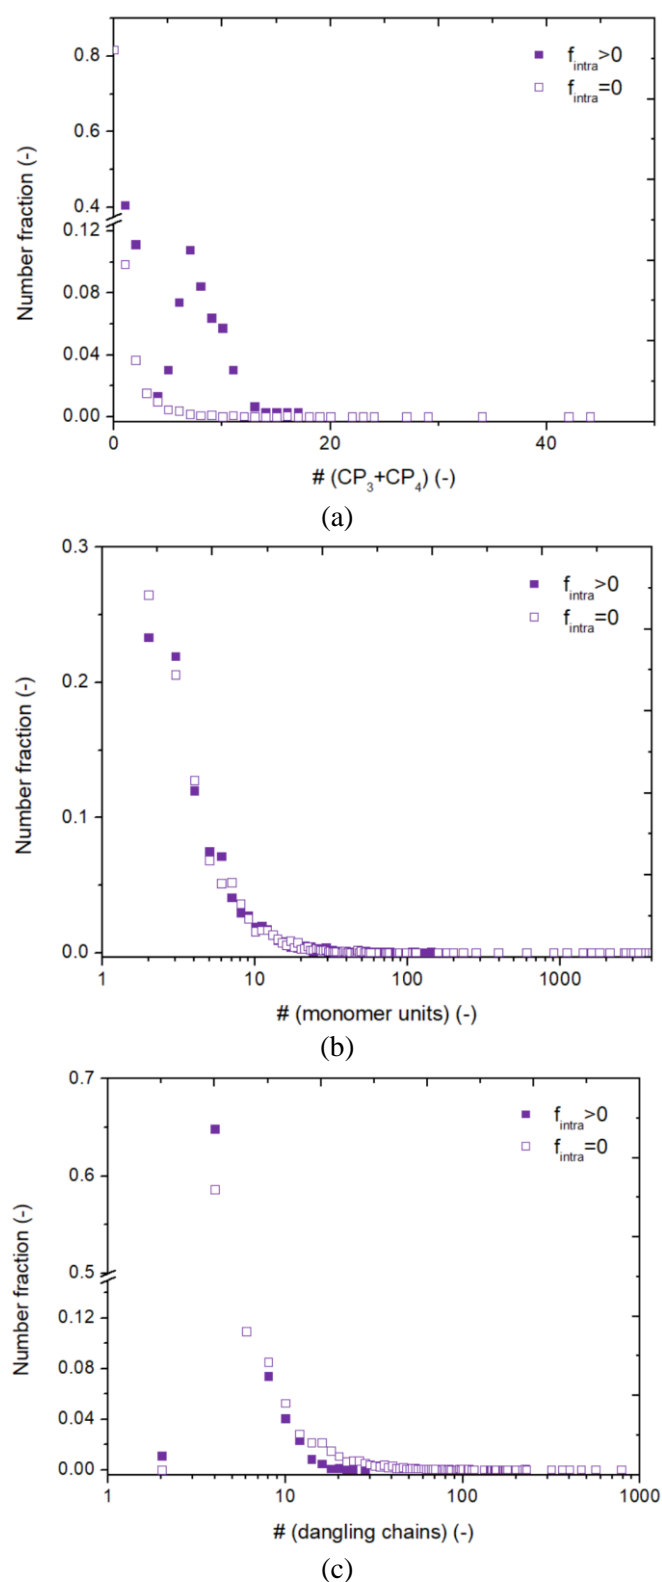 0.8
0.6
0.4
0.12
0.08
0.04
0.00
Number fraction (-)
f_intra>0
f_intra=0
0 20 40
# (CP_3+CP_4) (-)
(a)
0.3
0.2
0.1
0.0
Number fraction (-)
f_intra>0
f_intra=0
1 10 100 1000
# (monomer units) (-)
(b)
0.7
0.6
0.5
0.12
0.08
0.04
0.00
Number fraction (-)
f_intra>0
f_intra=0
1 10 100 1000
# (dangling chains) (-)
(c)